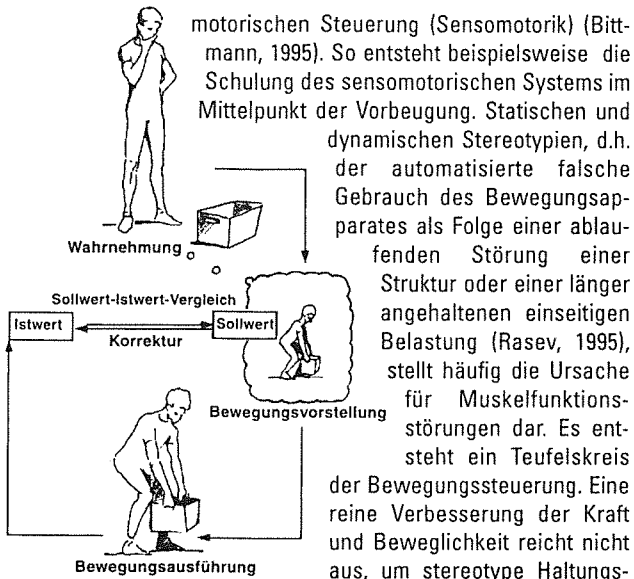 motorischen Steuerung (Sensomotorik) (Bitt-
mann, 1995). So entsteht beispielsweise die
Schulung des sensomotorischen Systems im
Mittelpunkt der Vorbeugung. Statischen und
dynamischen Stereotypien, d.h.
der automatisierte falsche
Gebrauch des Bewegungsap-
parates als Folge einer ablau-
fenden Störung einer
Struktur oder einer länger
angehaltenen einseitigen
Belastung (Rasev, 1995),
stellt häufig die Ursache
für Muskelfunktions-
störungen dar. Es ent-
steht ein Teufelskreis
der Bewegungssteuerung. Eine
reine Verbesserung der Kraft
und Beweglichkeit reicht nicht
aus, um stereotype Haltungs-
Wahrnehmung
Sollwert-Istwert-Vergleich
Istwert
Sollwert
Korrektur
Bewegungsvorstellung
Bewegungsausführung